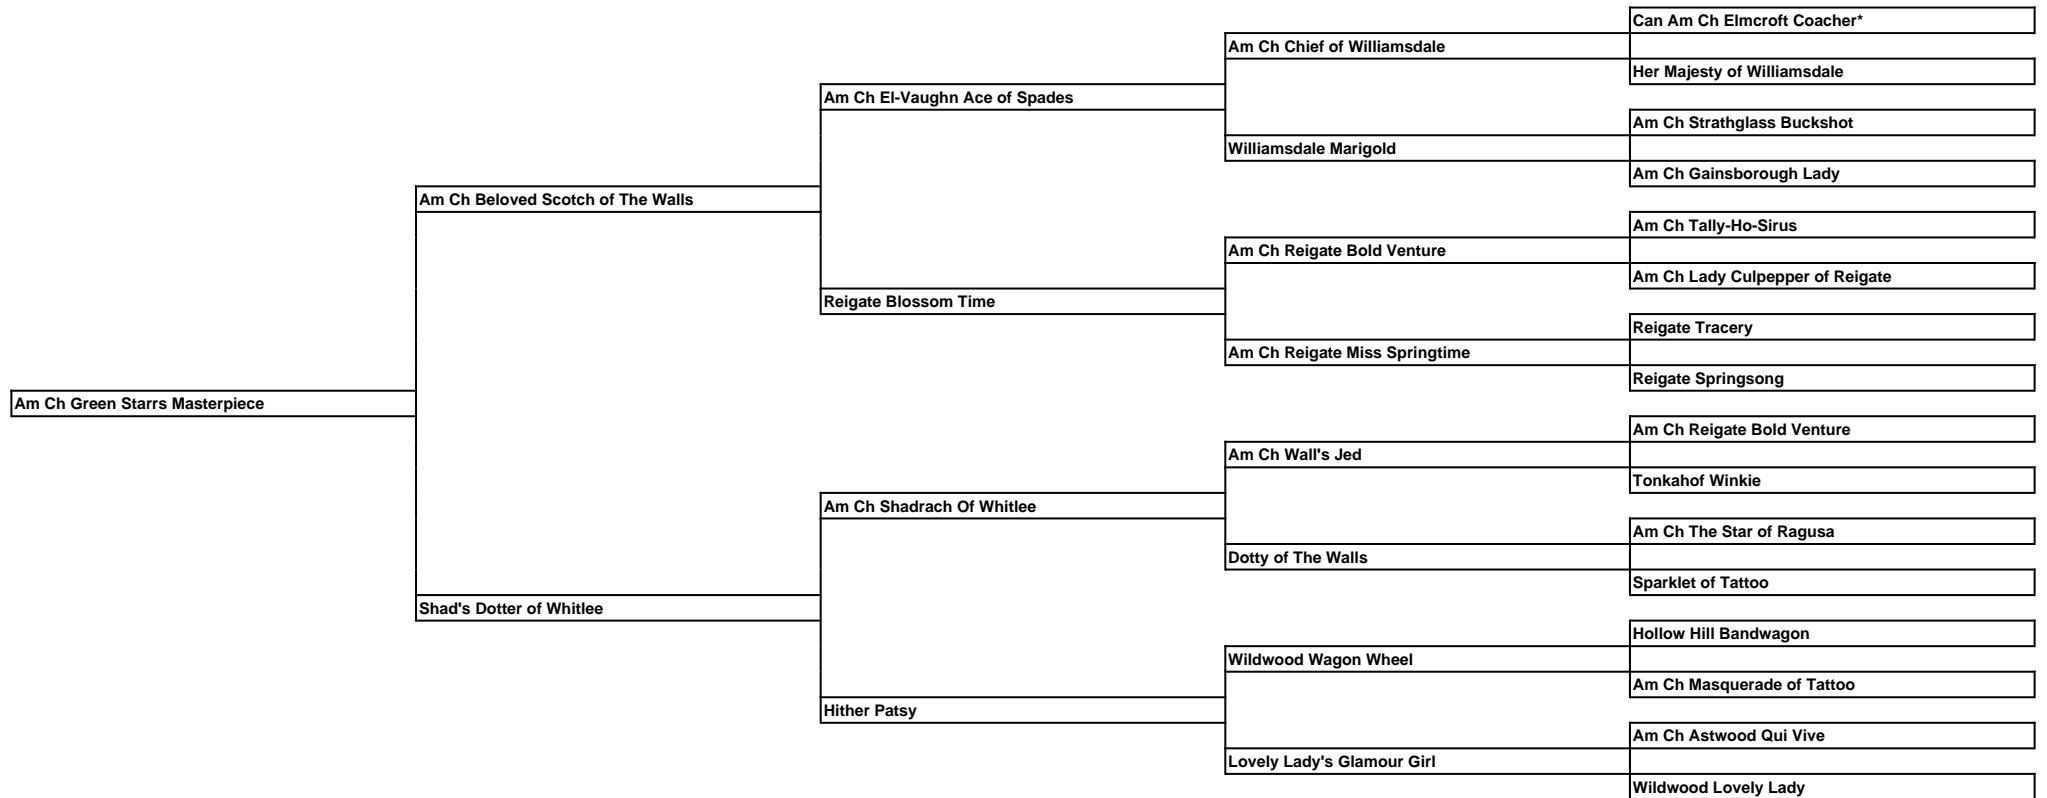 Can Am Ch Elmcroft Coacher*
Am Ch Chief of Williamsdale
Her Majesty of Williamsdale
Am Ch El-Vaughn Ace of Spades
Am Ch Strathglass Buckshot
Williamsdale Marigold
Am Ch Gainsborough Lady
Am Ch Beloved Scotch of The Walls
Am Ch Tally-Ho-Sirus
Am Ch Reigate Bold Venture
Am Ch Lady Culpepper of Reigate
Reigate Blossom Time
Reigate Tracery
Am Ch Reigate Miss Springtime
Reigate Springsong
Am Ch Green Starrs Masterpiece
Am Ch Reigate Bold Venture
Am Ch Wall's Jed
Tonkahof Winkie
Am Ch Shadrach Of Whitlee
Am Ch The Star of Ragusa
Dotty of The Walls
Sparklet of Tattoo
Shad's Dotter of Whitlee
Hollow Hill Bandwagon
Wildwood Wagon Wheel
Am Ch Masquerade of Tattoo
Hither Patsy
Am Ch Astwood Qui Vive
Lovely Lady's Glamour Girl
Wildwood Lovely Lady